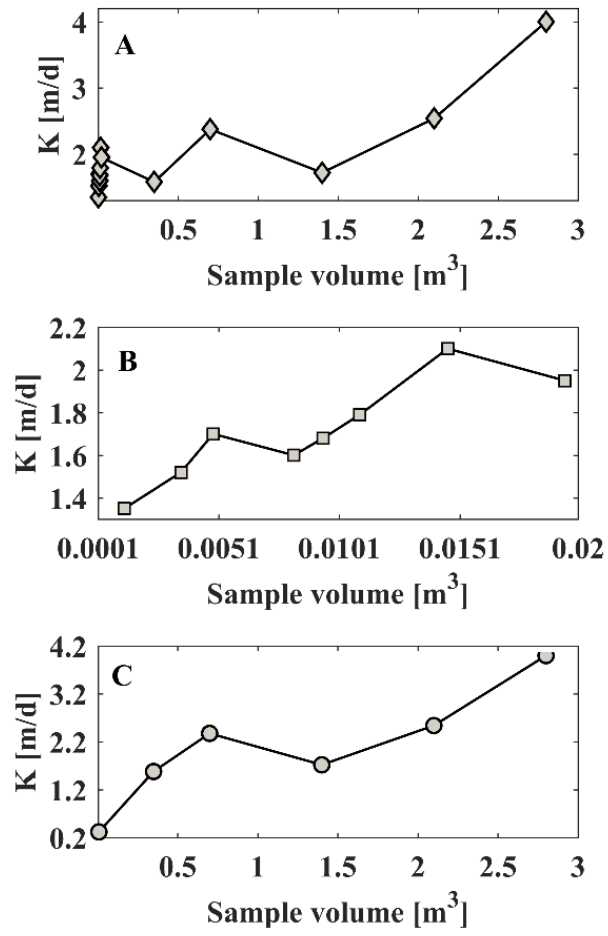 A
K [m/d]
4
3
2
0.5 1 1.5 2 2.5 3
Sample volume [m³]
B
K [m/d]
2.2
2
1.8
1.6
1.4
0.0001 0.0051 0.0101 0.0151 0.02
Sample volume [m³]
C
K [m/d]
4.2
3.2
2.2
1.2
0.2
0.5 1 1.5 2 2.5 3
Sample volume [m³]